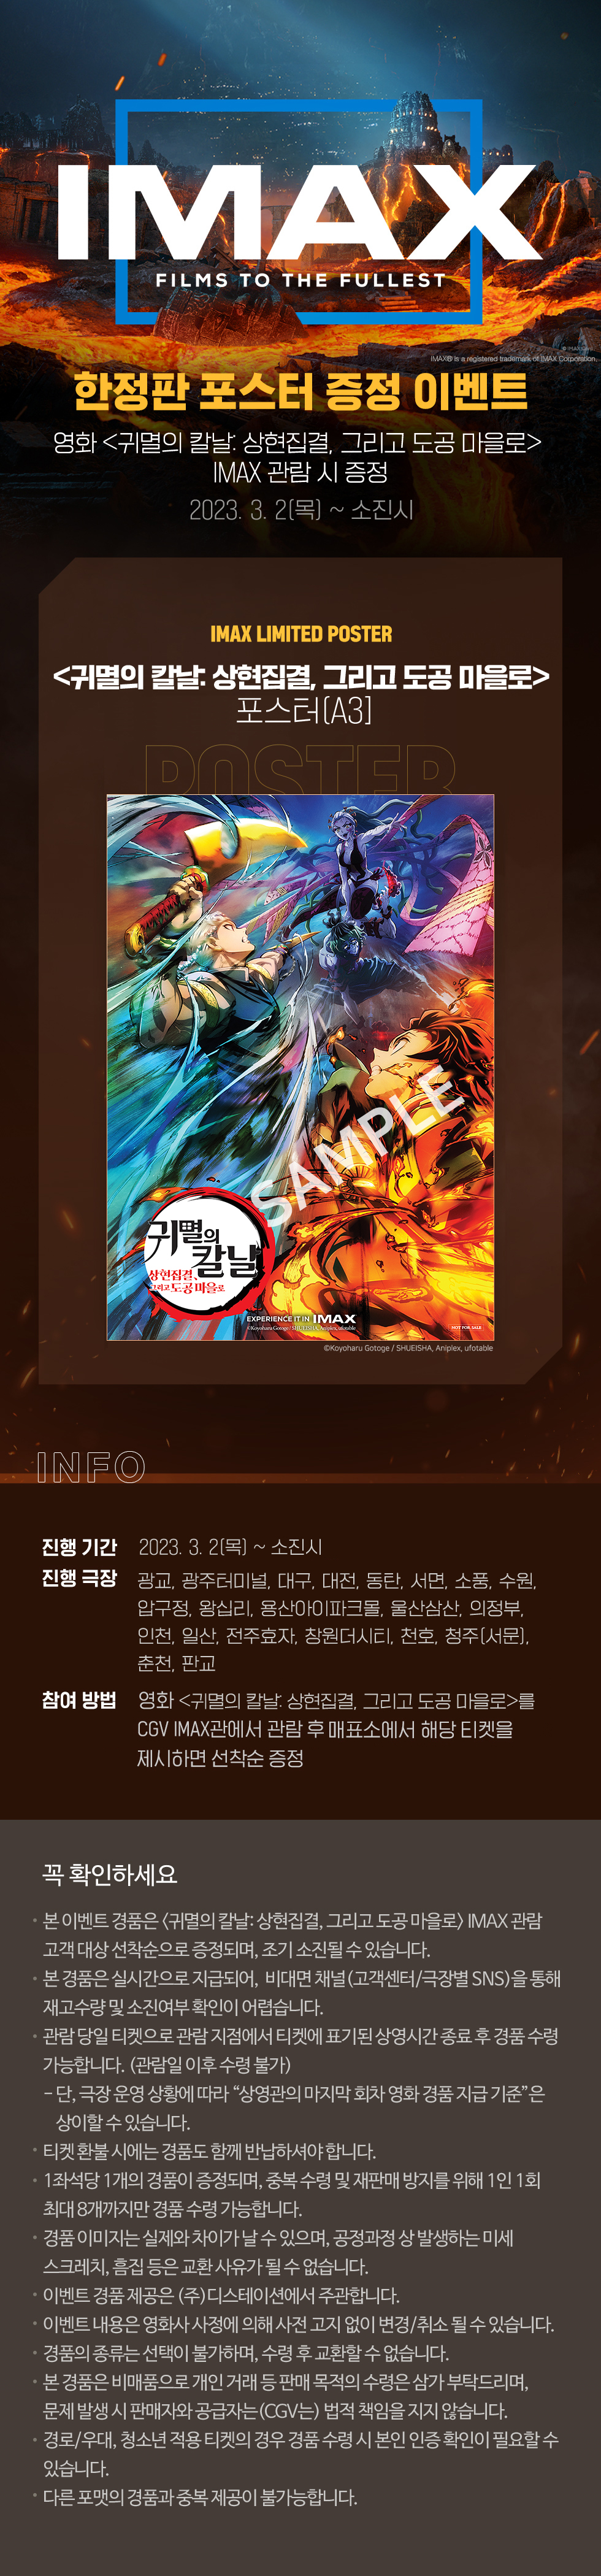 IMAX
FILMS TO THE FULLEST
IMAX® is a registered trademark of IMAX Corporation.
한정판 포스터 증정 이벤트
영화 <귀멸의 칼날: 상현집결, 그리고 도공 마을로>
IMAX 관람 시 증정
2023. 3. 2(목) ~ 소진시
IMAX LIMITED POSTER
<귀멸의 칼날: 상현집결, 그리고 도공 마을로>
포스터(A3)
POSTER
SAMPLE
귀멸의
칼날
상현집결,
그리고 도공 마을로
EXPERIENCE IT IN IMAX
©Koyoharu Gotoge / SHUEISHA, Aniplex, ufotable
NOT FOR SALE
©Koyoharu Gotoge / SHUEISHA, Aniplex, ufotable
INFO
진행 기간 2023. 3. 2(목) ~ 소진시
진행 극장 광교, 광주터미널, 대구, 대전, 동탄, 서면, 소풍, 수원,
압구정, 왕십리, 용산아이파크몰, 울산삼산, 의정부,
인천, 일산, 전주효자, 창원더시티, 천호, 청주(서문),
춘천, 판교
참여 방법 영화 <귀멸의 칼날: 상현집결, 그리고 도공 마을로>를
CGV IMAX관에서 관람 후 매표소에서 해당 티켓을
제시하면 선착순 증정
꼭 확인하세요
· 본 이벤트 경품은 <귀멸의 칼날: 상현집결, 그리고 도공 마을로> IMAX 관람
고객 대상 선착순으로 증정되며, 조기 소진될 수 있습니다.
· 본 경품은 실시간으로 지급되어, 비대면 채널(고객센터/극장별 SNS)을 통해
재고수량 및 소진여부 확인이 어렵습니다.
· 관람 당일 티켓으로 관람 지점에서 티켓에 표기된 상영시간 종료 후 경품 수령
가능합니다. (관람일 이후 수령 불가)
- 단, 극장 운영 상황에 따라 “상영관의 마지막 회차 영화 경품 지급 기준”은
상이할 수 있습니다.
· 티켓 환불 시에는 경품도 함께 반납하셔야 합니다.
· 1좌석당 1개의 경품이 증정되며, 중복 수령 및 재판매 방지를 위해 1인 1회
최대 8개까지만 경품 수령 가능합니다.
· 경품 이미지는 실제와 차이가 날 수 있으며, 공정과정 상 발생하는 미세
스크레치, 흠집 등은 교환 사유가 될 수 없습니다.
· 이벤트 경품 제공은 (주)디스테이션에서 주관합니다.
· 이벤트 내용은 영화사 사정에 의해 사전 고지 없이 변경/취소 될 수 있습니다.
· 경품의 종류는 선택이 불가하며, 수령 후 교환할 수 없습니다.
· 본 경품은 비매품으로 개인 거래 등 판매 목적의 수령은 삼가 부탁드리며,
문제 발생 시 판매자와 공급자는(CGV는) 법적 책임을 지지 않습니다.
· 경로/우대, 청소년 적용 티켓의 경우 경품 수령 시 본인 인증 확인이 필요할 수
있습니다.
· 다른 포맷의 경품과 중복 제공이 불가능합니다.